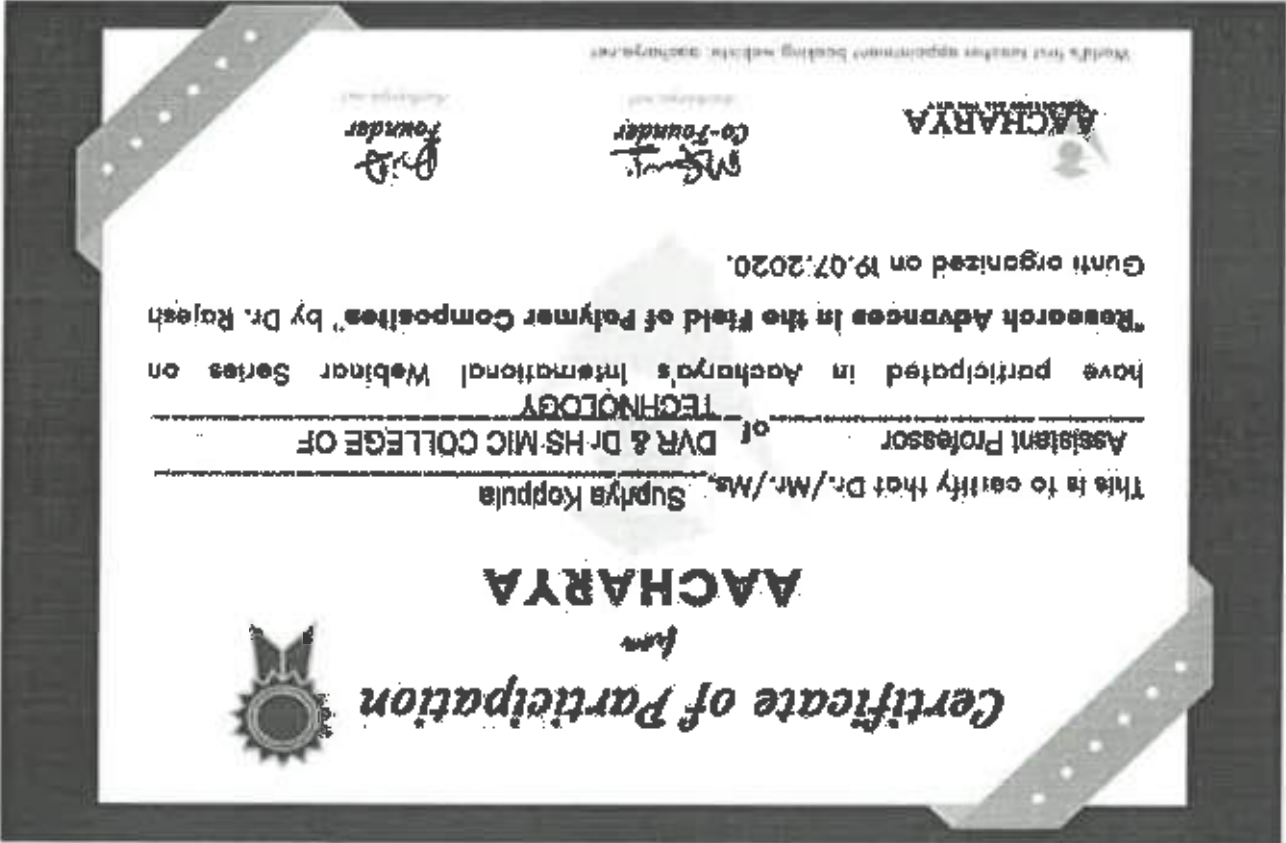 Certificate of Participation
from
AACHARYA
This is to certify that Dr./Mr./Ms. Supriya Koppula
Assistant Professor of DVR & Dr HS MIC COLLEGE OF
TECHNOLOGY
have participated in Aacharya's International Webinar Series on
"Research Advances in the Field of Polymer Composites" by Dr. Rajesh
Gunti organized on 19.07.2020.
AACHARYA
Co-Founder
Founder
World's first teacher appointment booking website: aacharya.net